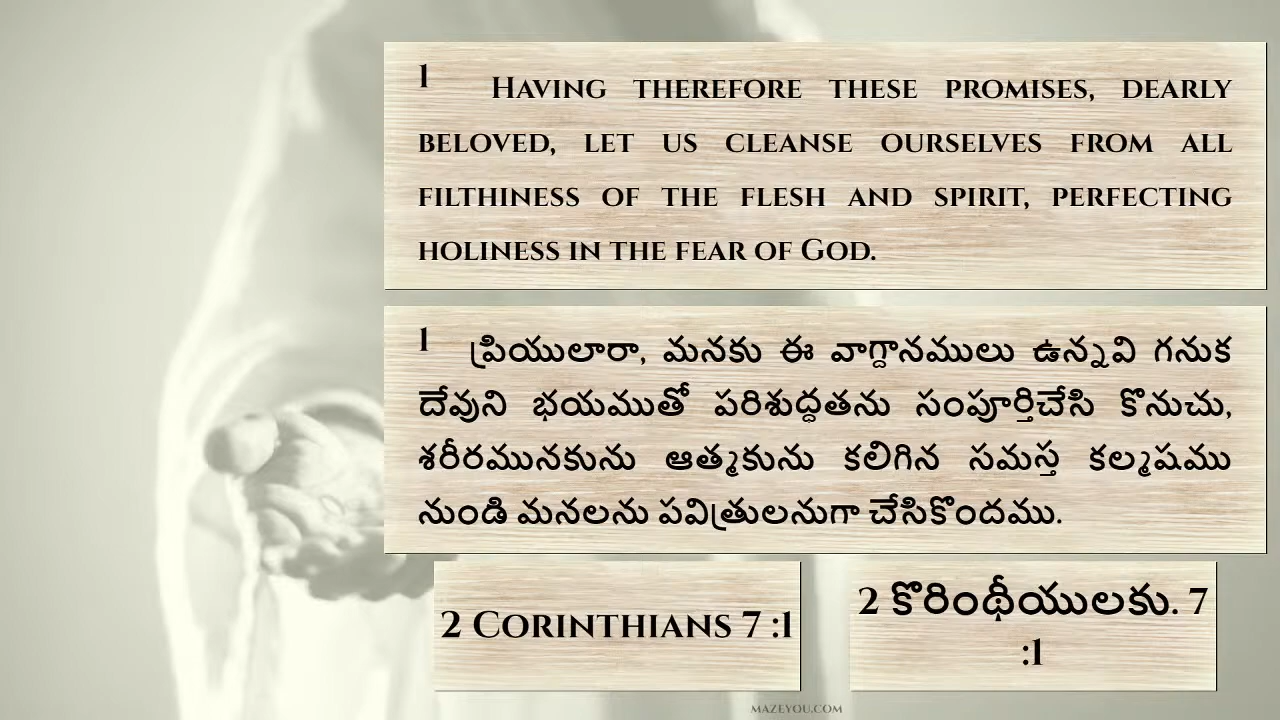 1 Having therefore these promises, dearly
beloved, let us cleanse ourselves from all
filthiness of the flesh and spirit, perfecting
holiness in the fear of God.
1 ప్రియులారా, మనకు ఈ వాగ్దానములు ఉన్నవి గనుక
దేవుని భయముతో పరిశుద్ధతను సంపూర్తిచేసి కొనుచు,
శరీరమునకును ఆత్మకును కలిగిన సమస్త కల్మషము
నుండి మనలను పవిత్రులనుగా చేసికొందము.
2 Corinthians 7 :1
2 కొరింథీయులకు. 7
:1
mazeyou.com